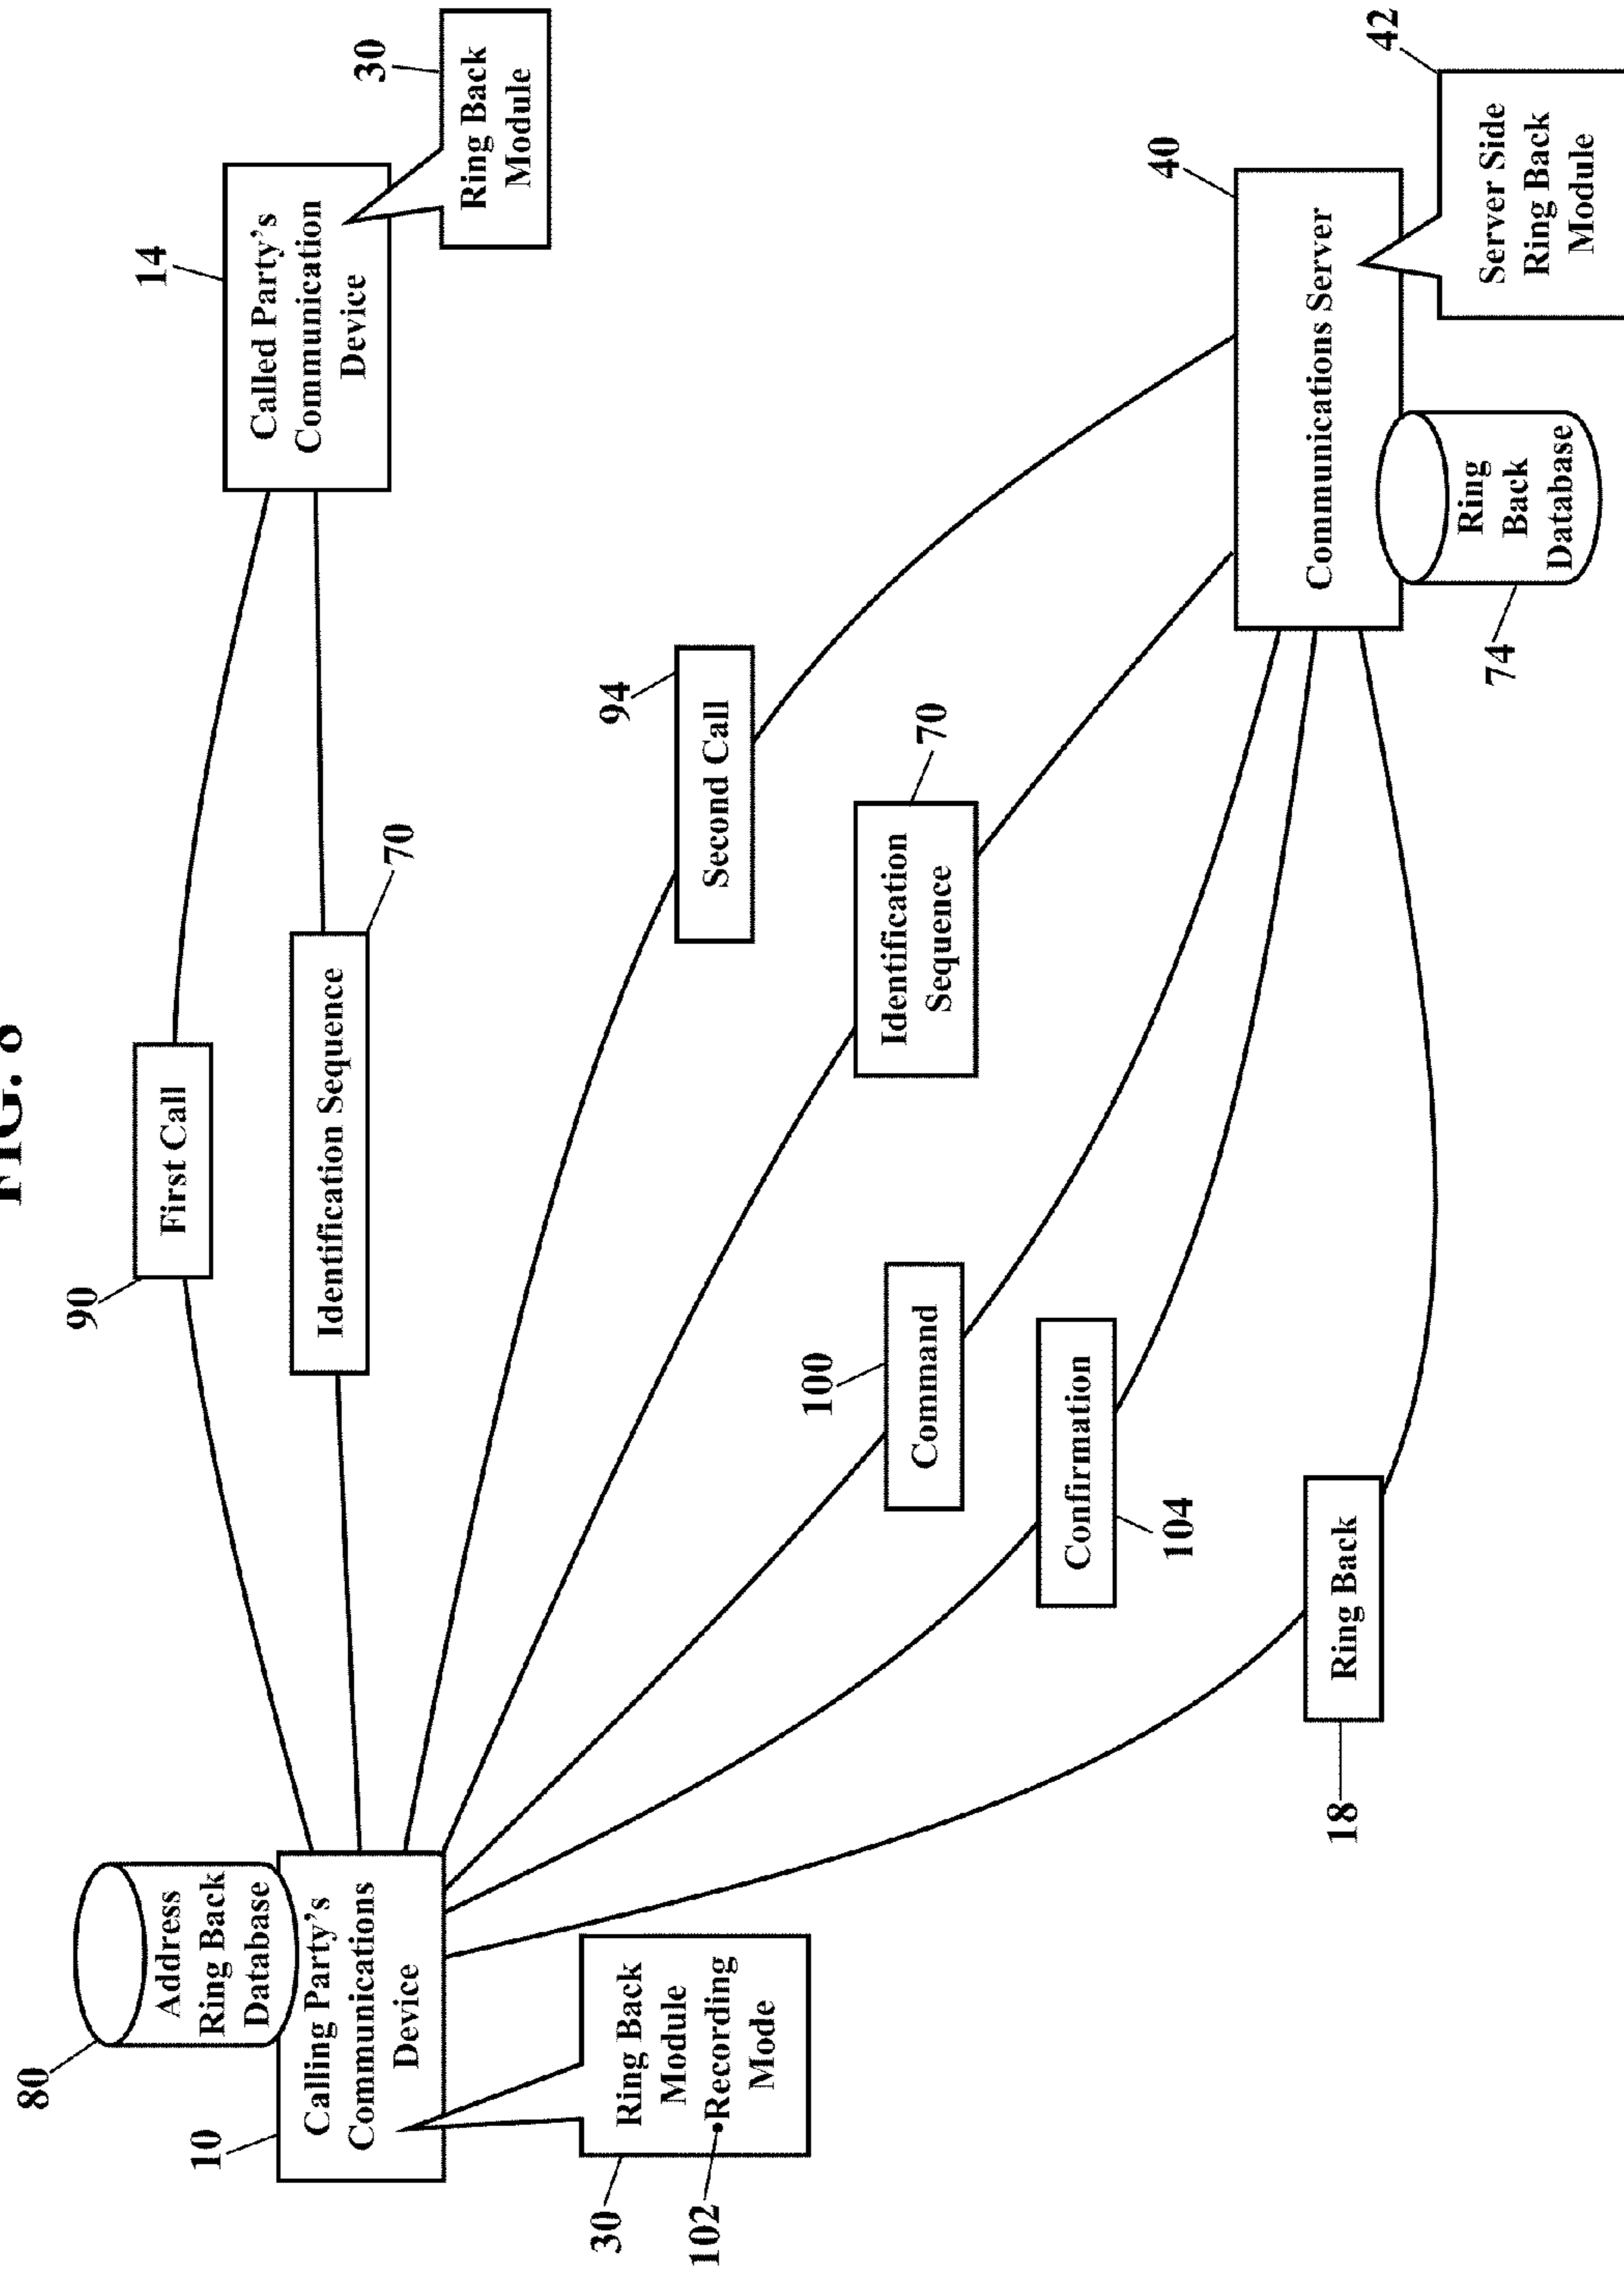 FIG.
80
Address
Ring Back
Database
10
Calling Party's
Communications
Device
30
102
Ring Back
Module
•Recording
Mode
90
First Call
Identification Sequence
70
14
Called Party's
Communication
Device
30
Ring Back
Module
94
Second Call
70
Identification
Sequence
100
Command
Confirmation
104
18
Ring Back
40
Communications Server
74
Ring
Back
Database
42
Server Side
Ring Back
Module